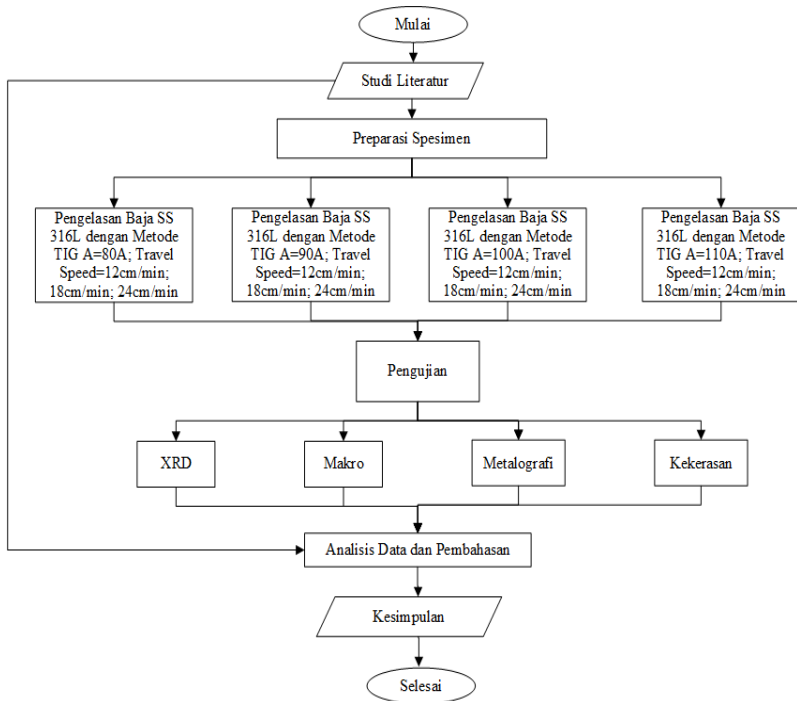 Mulai
Studi Literatur
Preparasi Spesimen
Pengelasan Baja SS
316L dengan Metode
TIG A=80A; Travel
Speed=12cm/min;
18cm/min; 24cm/min
Pengelasan Baja SS
316L dengan Metode
TIG A=90A; Travel
Speed=12cm/min;
18cm/min; 24cm/min
Pengelasan Baja SS
316L dengan Metode
TIG A=100A; Travel
Speed=12cm/min;
18cm/min; 24cm/min
Pengelasan Baja SS
316L dengan Metode
TIG A=110A; Travel
Speed=12cm/min;
18cm/min; 24cm/min
Pengujian
XRD
Makro
Metalografi
Kekerasan
Analisis Data dan Pembahasan
Kesimpulan
Selesai